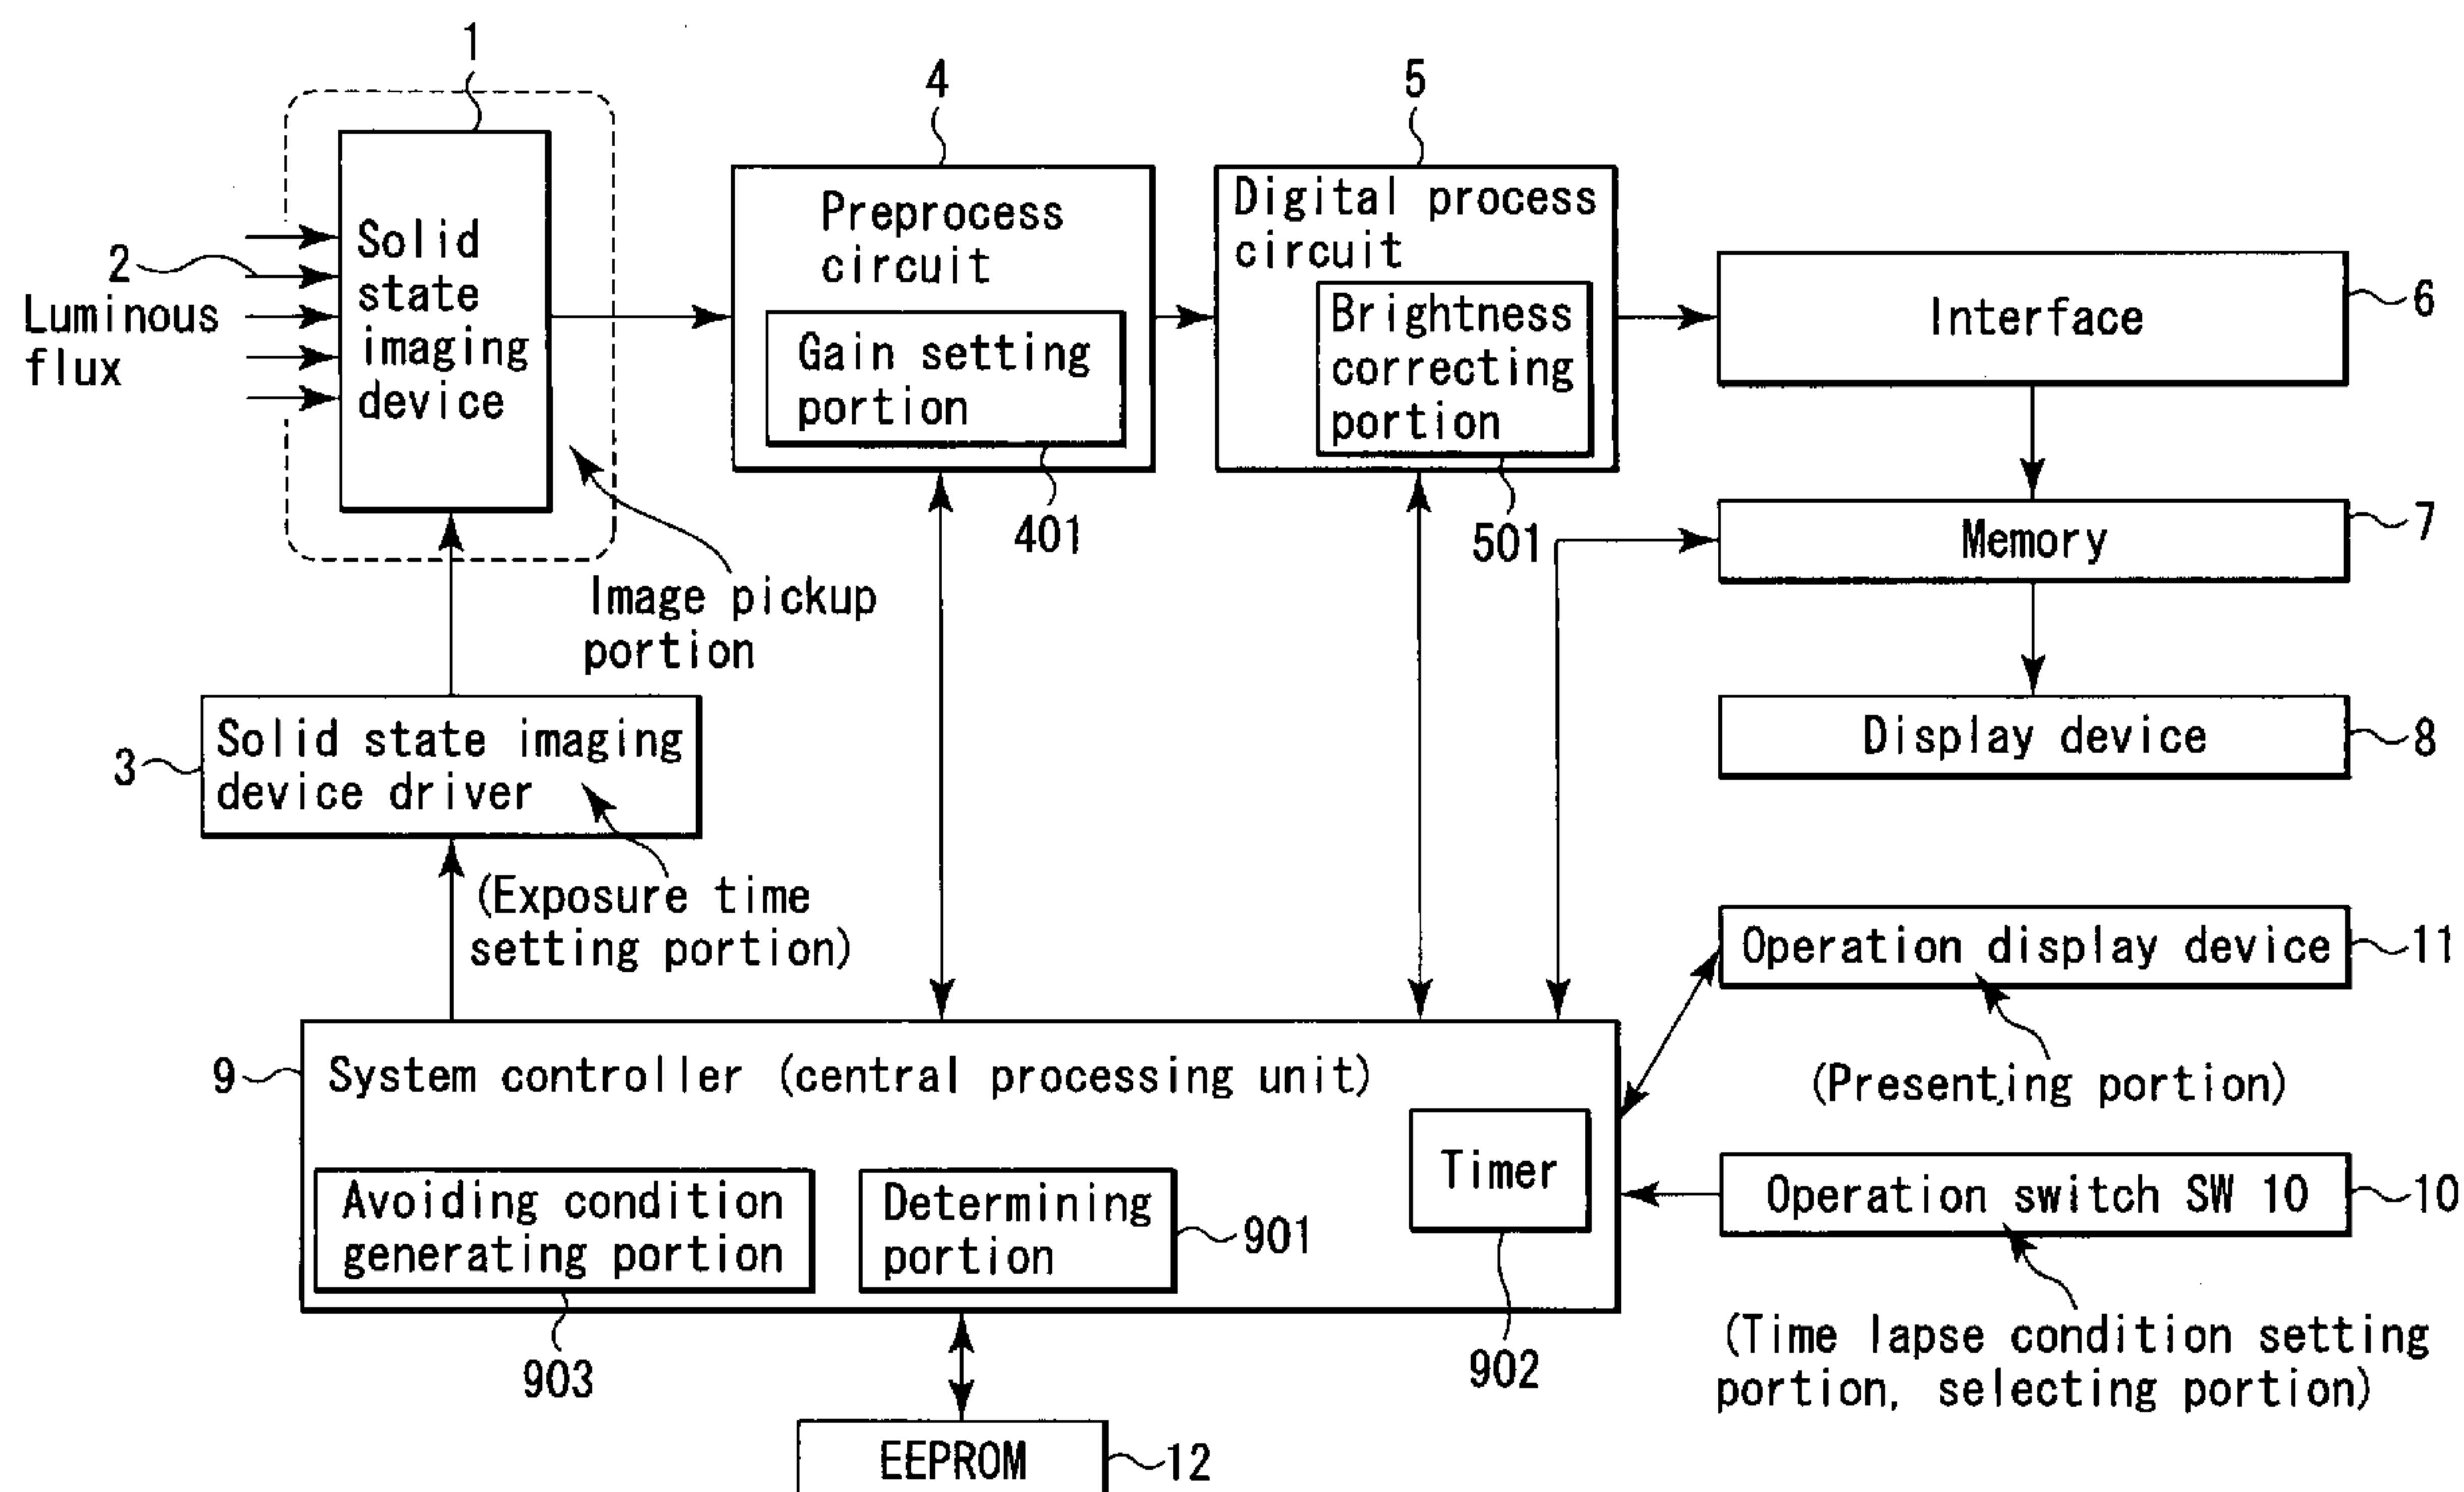 1
4
5
Solid
state
imaging
device
2
Luminous
flux
Preprocess
circuit
Gain setting
portion
401
Digital process
circuit
Brightness
correcting
portion
501
Interface
6
Memory
7
Display device
8
Image pickup
portion
3
Solid state imaging
device driver
(Exposure time
setting portion)
Operation display device
11
(Presenting portion)
9
System controller (central processing unit)
Timer
902
Avoiding condition
generating portion
903
Determining
portion
901
Operation switch SW 10
10
(Time lapse condition setting
portion, selecting portion)
EEPROM
12